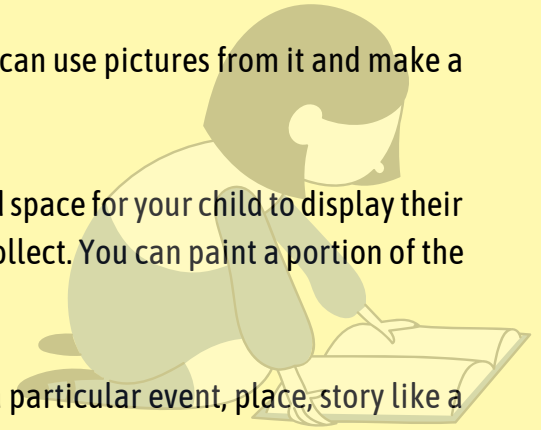 can use pictures from it and make a
space for your child to display their
ollect. You can paint a portion of the
particular event, place, story like a